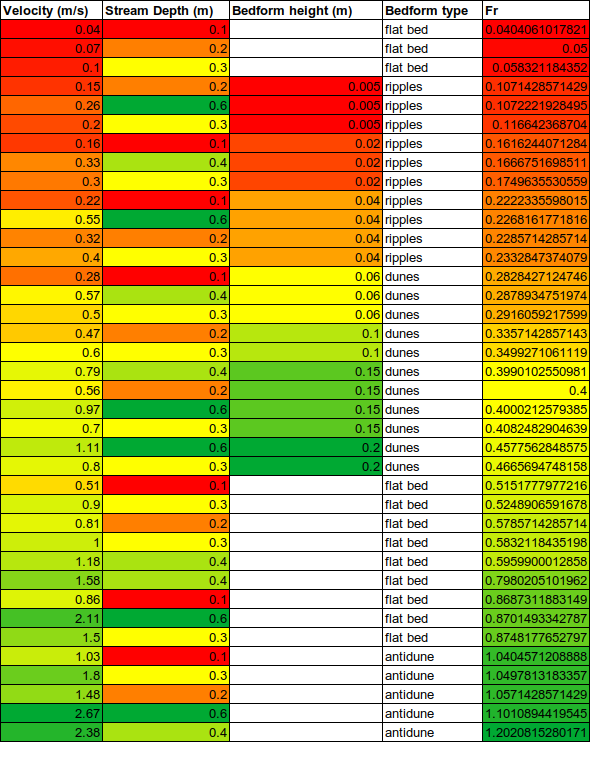 Velocity (m/s) Stream Depth (m) Bedform height (m) Bedform type Fr
0.04 0.1 flat bed 0.0404061017821
0.07 0.2 flat bed 0.05
0.1 0.3 flat bed 0.058321184352
0.15 0.2 0.005 ripples 0.1071428571429
0.26 0.6 0.005 ripples 0.1072221928495
0.2 0.3 0.005 ripples 0.116642368704
0.16 0.1 0.02 ripples 0.1616244071284
0.33 0.4 0.02 ripples 0.1666751698511
0.3 0.3 0.02 ripples 0.1749635530559
0.22 0.1 0.04 ripples 0.2222335598015
0.55 0.6 0.04 ripples 0.2268161771816
0.32 0.2 0.04 ripples 0.2285714285714
0.4 0.3 0.04 ripples 0.2332847374079
0.28 0.1 0.06 dunes 0.2828427124746
0.57 0.4 0.06 dunes 0.2878934751974
0.5 0.3 0.06 dunes 0.2916059217599
0.47 0.2 0.1 dunes 0.3357142857143
0.6 0.3 0.1 dunes 0.3499271061119
0.79 0.4 0.15 dunes 0.3990102550981
0.56 0.2 0.15 dunes 0.4
0.97 0.6 0.15 dunes 0.4000212579385
0.7 0.3 0.15 dunes 0.4082482904639
1.11 0.6 0.2 dunes 0.4577562848575
0.8 0.3 0.2 dunes 0.4665694748158
0.51 0.1 flat bed 0.5151777977216
0.9 0.3 flat bed 0.5248906591678
0.81 0.2 flat bed 0.5785714285714
1 0.3 flat bed 0.5832118435198
1.18 0.4 flat bed 0.5959900012858
1.58 0.4 flat bed 0.7980205101962
0.86 0.1 flat bed 0.8687311883149
2.11 0.6 flat bed 0.8701493342787
1.5 0.3 flat bed 0.8748177652797
1.03 0.1 antidune 1.0404571208888
1.8 0.3 antidune 1.0497813183357
1.48 0.2 antidune 1.0571428571429
2.67 0.6 antidune 1.1010894419545
2.38 0.4 antidune 1.2020815280171